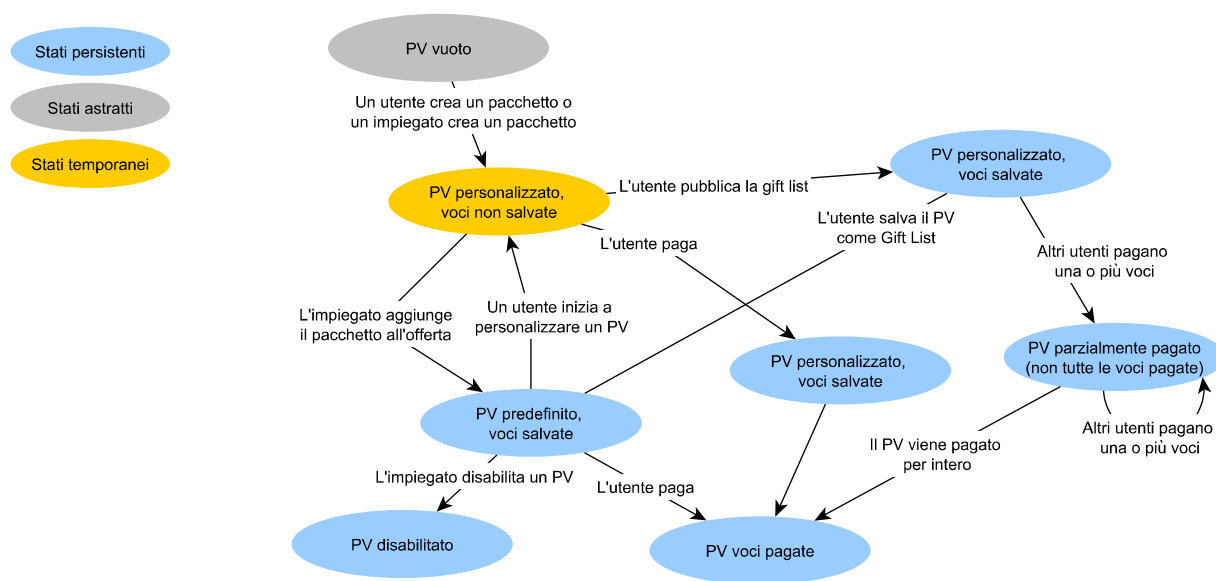 Stati persistenti
Stati astratti
Stati temporanei
PV vuoto
Un utente crea un pacchetto o
un impiegato crea un pacchetto
PV personalizzato,
voci non salvate
L'utente pubblica la gift list
PV personalizzato,
voci salvate
L'utente salva il PV
come Gift List
L'utente paga
Altri utenti pagano
una o più voci
L'impiegato aggiunge
il pacchetto all'offerta
Un utente inizia a
personalizzare un PV
PV personalizzato,
voci salvate
PV parzialmente pagato
(non tutte le voci pagate)
PV predefinito,
voci salvate
Altri utenti pagano
una o più voci
Il PV viene pagato
per intero
L'impiegato disabilita un PV
L'utente paga
PV disabilitato
PV voci pagate